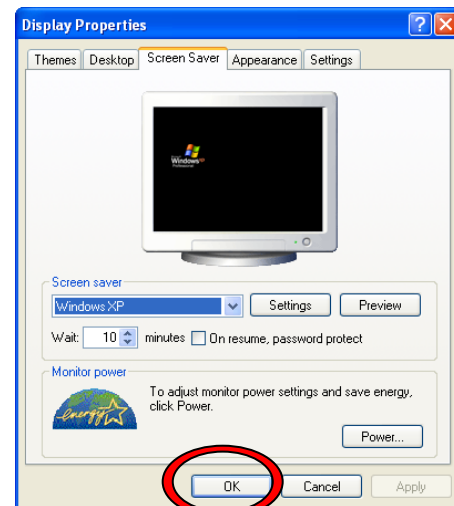 Display Properties
Themes Desktop Screen Saver Appearance Settings
Windows
Screen saver
Windows XP Settings Preview
Wait: 10 minutes On resume, password protect
Monitor power
energy To adjust monitor power settings and save energy,
click Power.
Power...
OK Cancel Apply